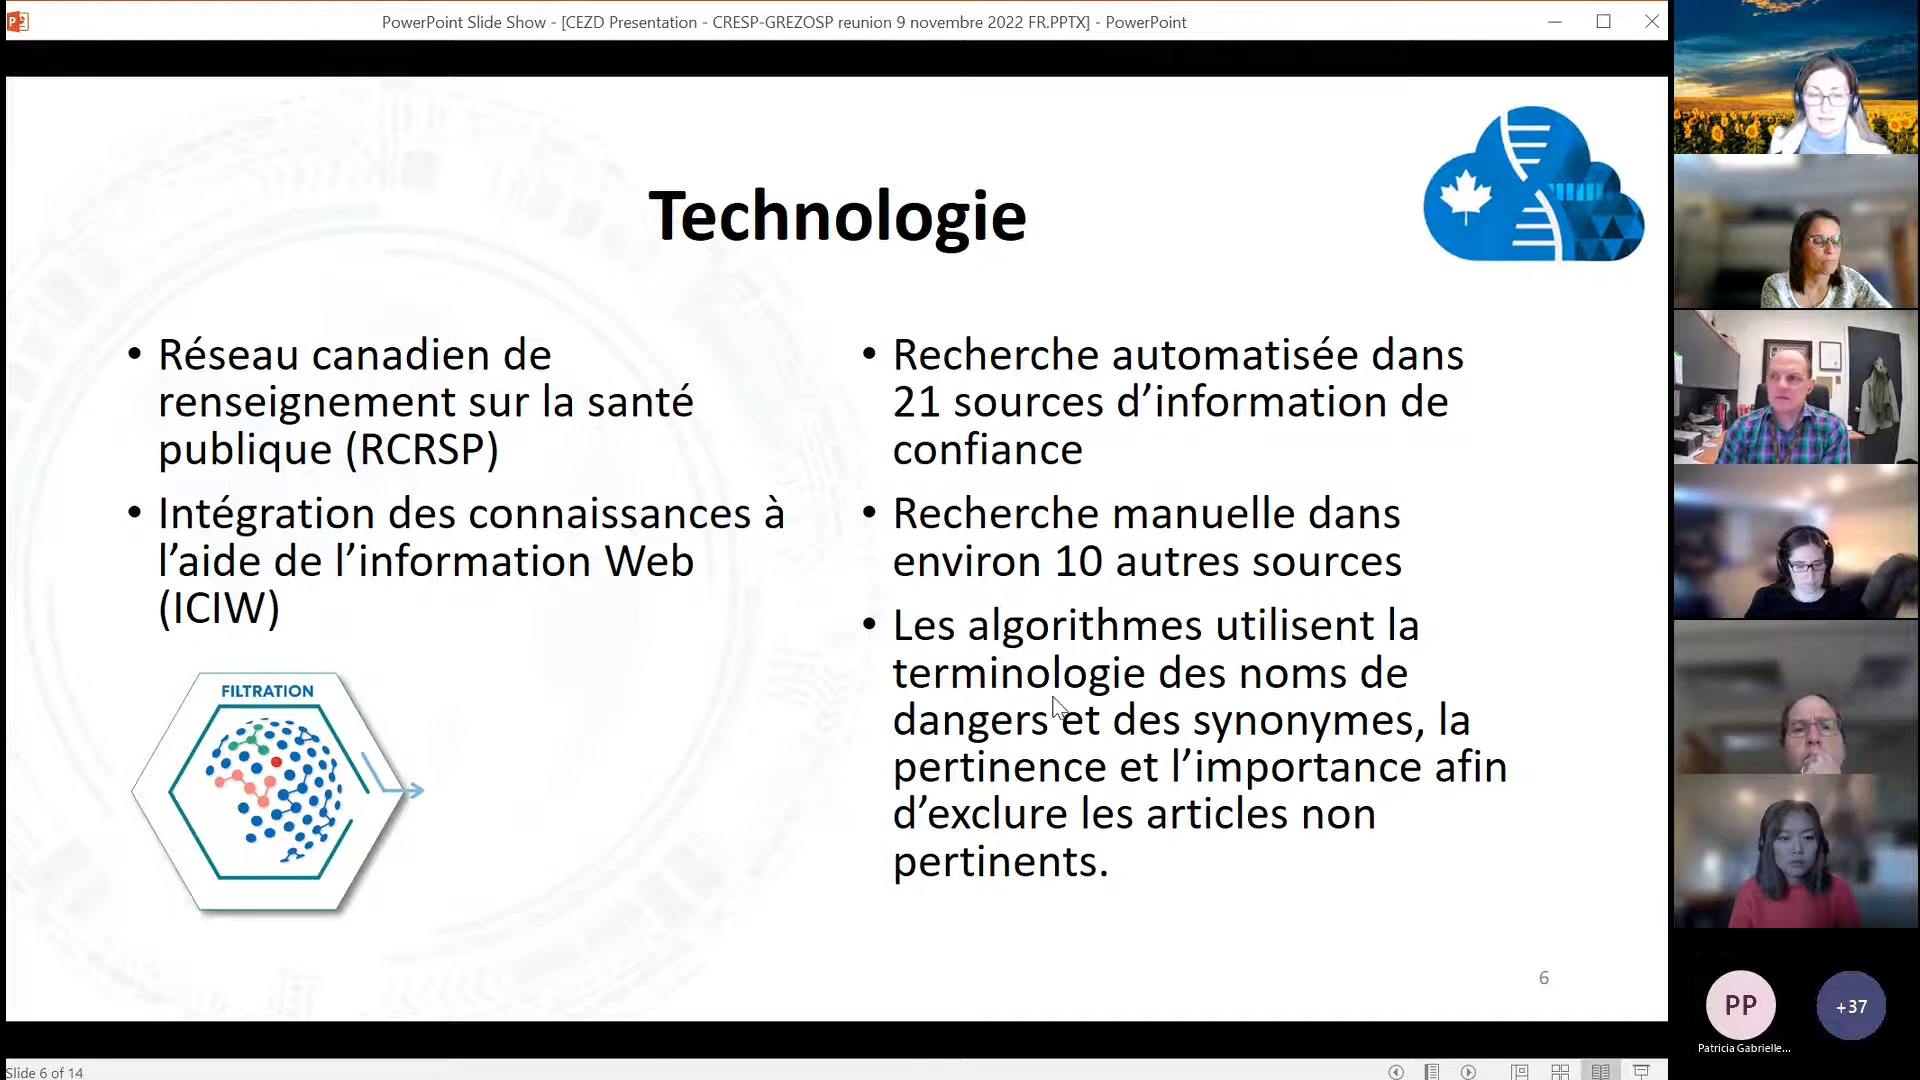 PowerPoint Slide Show - [CEZD Presentation - CRESP-GREZOSP reunion 9 novembre 2022 FR.PPTX] - PowerPoint
Technologie
• Réseau canadien de
renseignement sur la santé
publique (RCRSP)
• Intégration des connaissances à
l’aide de l’information Web
(ICIW)
FILTRATION
• Recherche automatisée dans
21 sources d’information de
confiance
• Recherche manuelle dans
environ 10 autres sources
• Les algorithmes utilisent la
terminologie des noms de
dangers et des synonymes, la
pertinence et l’importance afin
d’exclure les articles non
pertinents.
6
Slide 6 of 14
PP
+37
Patricia Gabrielle...